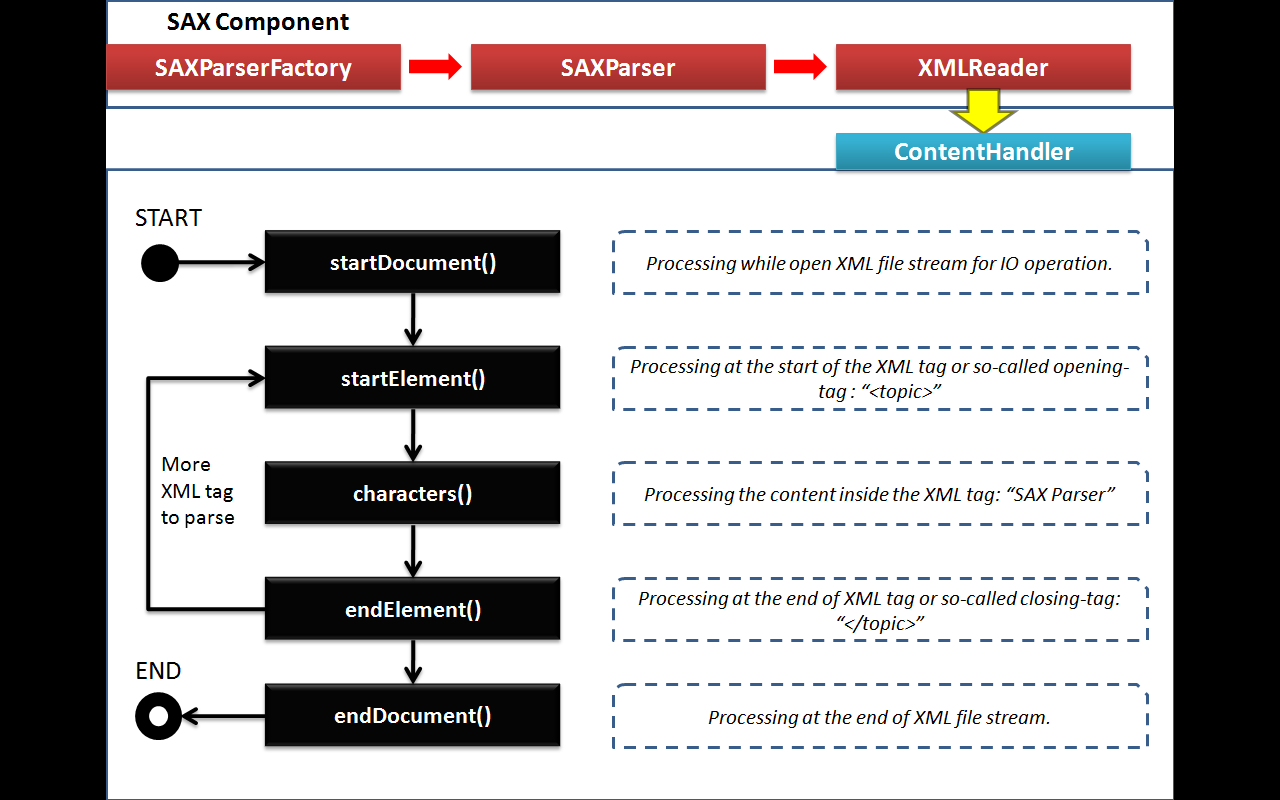 SAX Component
SAXParserFactory
SAXParser
XMLReader
ContentHandler
START
startDocument()
Processing while open XML file stream for IO operation.
startElement()
Processing at the start of the XML tag or so-called opening-
tag : “<topic>”
More
XML tag
to parse
characters()
Processing the content inside the XML tag: “SAX Parser”
endElement()
Processing at the end of XML tag or so-called closing-tag:
“</topic>”
END
endDocument()
Processing at the end of XML file stream.